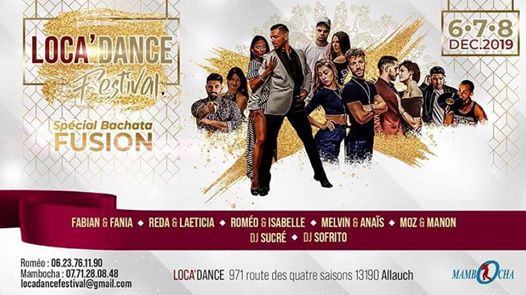 LOCA'DANCE
Festival
Spécial Bachata
FUSION
6•7•8
DEC.2019
FABIAN & FANIA ◆ REDA & LAETICIA ◆ ROMÉO & ISABELLE ◆ MELVIN & ANAÏS ◆ MOZ & MANON
DJ SUCRÉ ◆ DJ SOFRITO
Roméo : 06.23.76.11.90
Mambocha : 07.71.28.08.48
locadancefestival@gmail.com
LOCA'DANCE 971 route des quatre saisons 13190 Allauch
MAMBOCHA